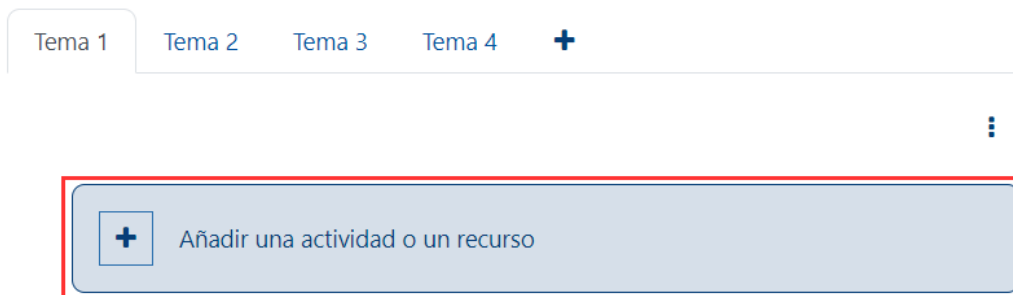 Tema 1 Tema 2 Tema 3 Tema 4 +
+ Añadir una actividad o un recurso